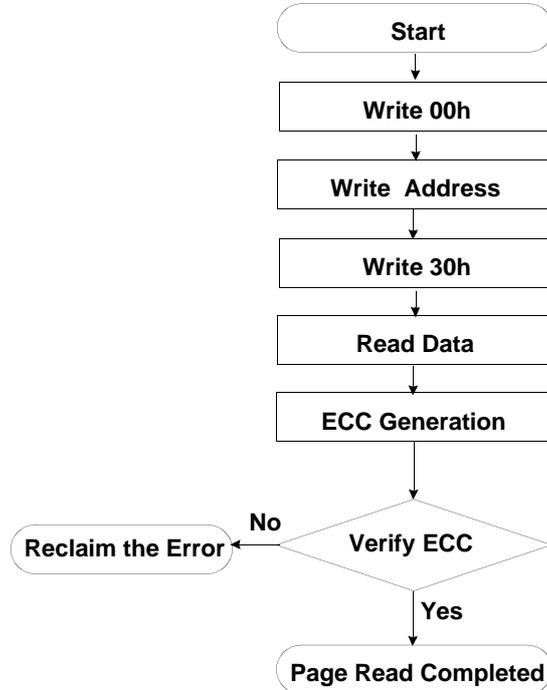 Start
Write 00h
Write Address
Write 30h
Read Data
ECC Generation
No
Reclaim the Error
Verify ECC
Yes
Page Read Completed